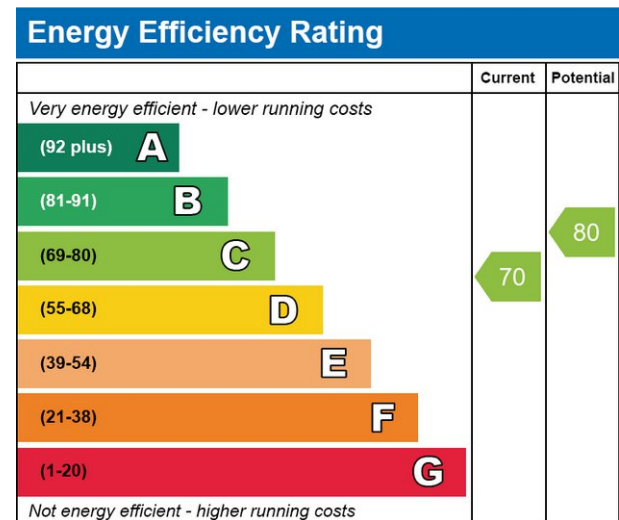 Energy Efficiency Rating
Current Potential
Very energy efficient - lower running costs
(92 plus) A
(81-91) B
(69-80) C
(55-68) D
(39-54) E
(21-38) F
(1-20) G
70
80
Not energy efficient - higher running costs